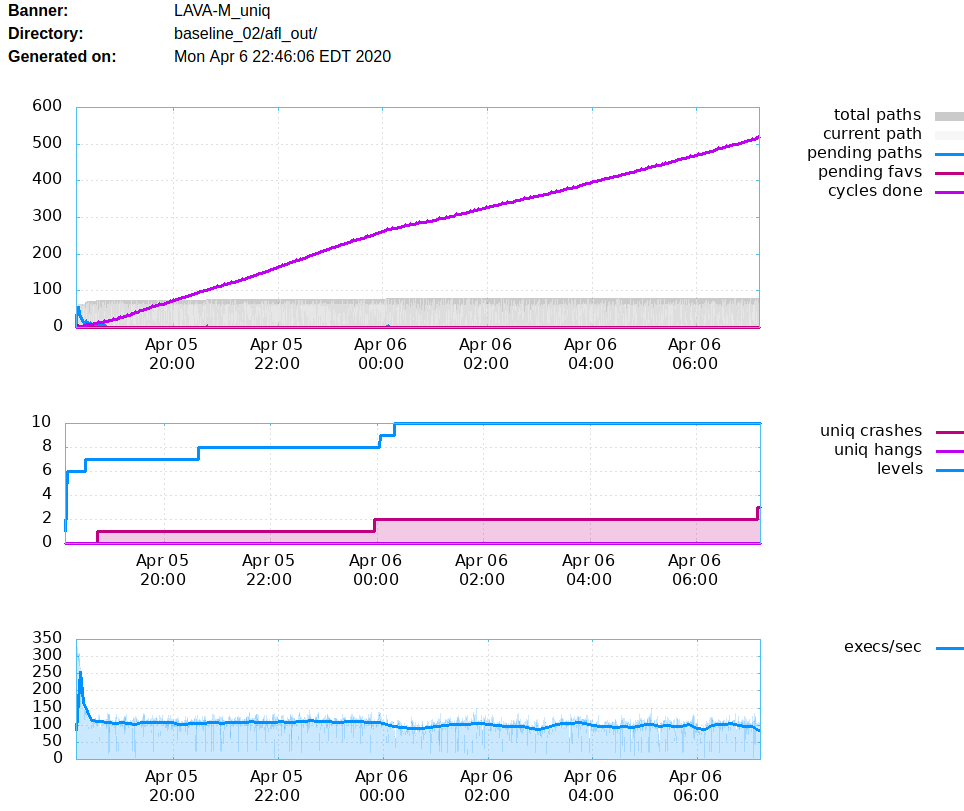 Banner: LAVA-M_uniq
Directory: baseline_02/afl_out/
Generated on: Mon Apr 6 22:46:06 EDT 2020
600
500
400
300
200
100
0
Apr 05 Apr 05 Apr 06 Apr 06 Apr 06 Apr 06
20:00 22:00 00:00 02:00 04:00 06:00
total paths
current path
pending paths
pending favs
cycles done
10
8
6
4
2
0
Apr 05 Apr 05 Apr 06 Apr 06 Apr 06 Apr 06
20:00 22:00 00:00 02:00 04:00 06:00
uniq crashes
uniq hangs
levels
350
300
250
200
150
100
50
0
Apr 05 Apr 05 Apr 06 Apr 06 Apr 06 Apr 06
20:00 22:00 00:00 02:00 04:00 06:00
execs/sec